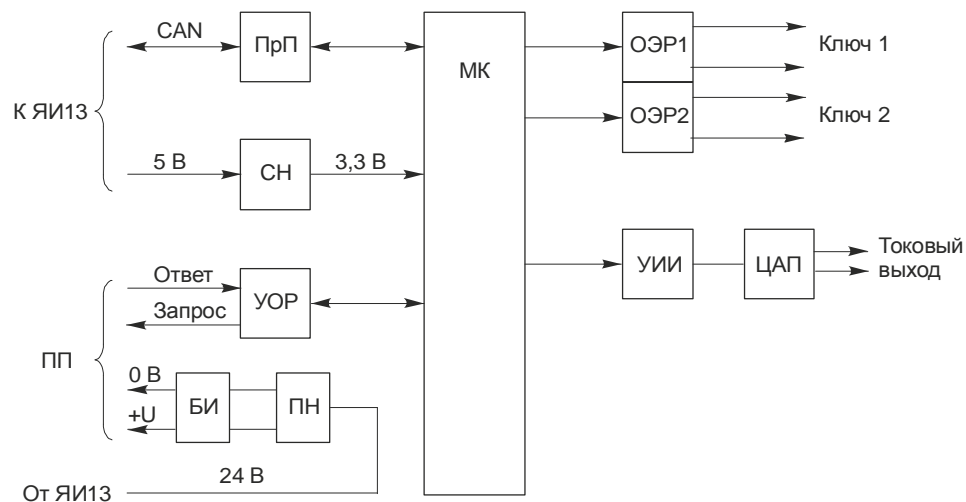 CAN
ПрП
МК
ОЭР1
Ключ 1
К ЯИ13
ОЭР2
Ключ 2
5 В
СН
3,3 В
Ответ
Запрос
УОР
УИИ
ЦАП
Токовый
выход
ПП
0 В
+U
БИ
ПН
24 В
От ЯИ13